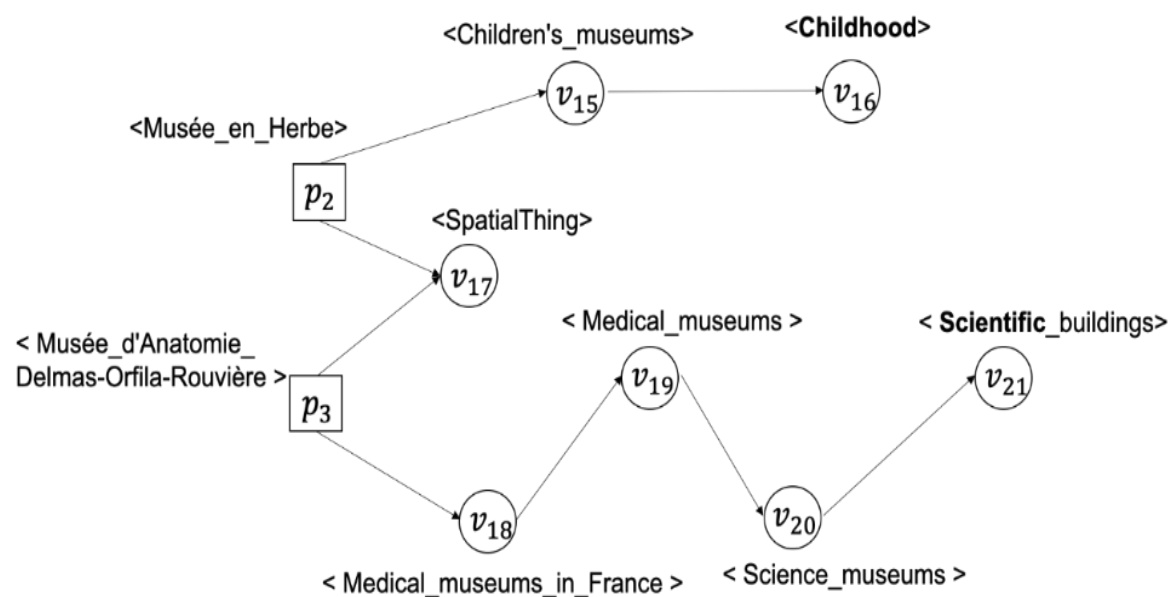 <Children's_museums>
<Childhood>
v15
v16
<Musée_en_Herbe>
p2
<SpatialThing>
v17
< Medical_museums >
< Scientific_buildings>
< Musée_d'Anatomie_
Delmas-Orfila-Rouvière >
v19
v21
p3
v18
v20
< Medical_museums_in_France >
< Science_museums >